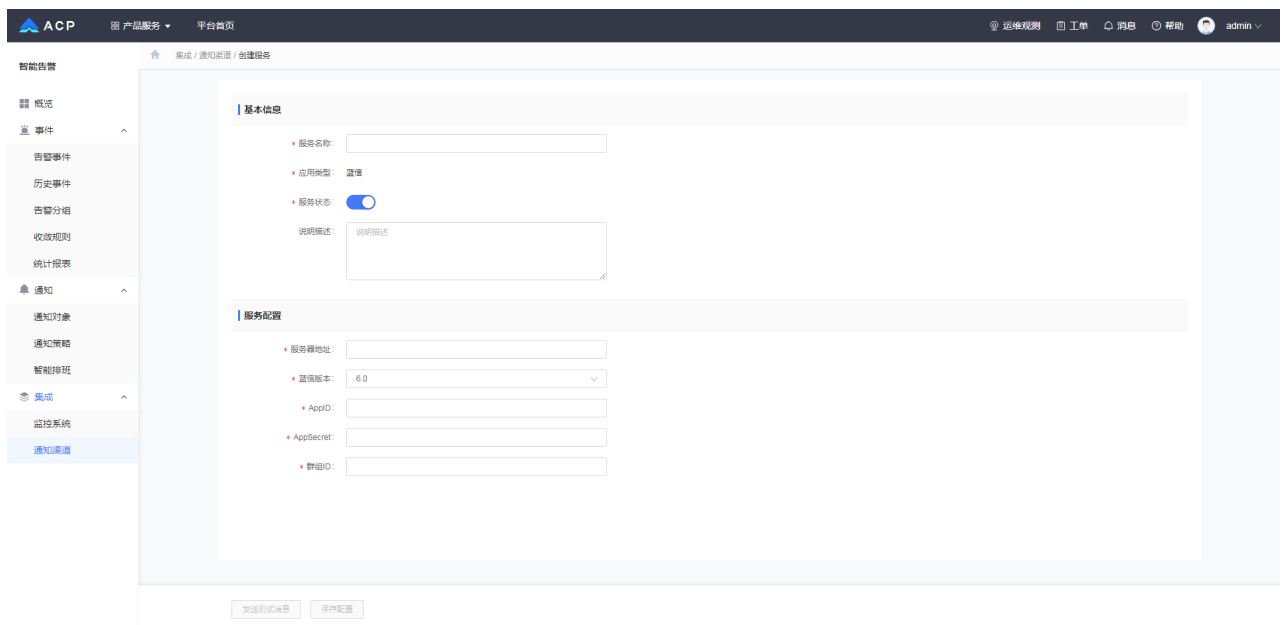 ACP 产品服务 平台首页 运维观测 工单 消息 帮助 admin
集成 / 通知渠道 / 创建服务
智能告警
概览
事件
告警事件
历史事件
告警分组
收敛规则
统计报表
通知
通知对象
通知策略
智能排班
集成
监控系统
通知渠道
基本信息
* 服务名称:
* 应用类型: 蓝信
* 服务状态:
说明描述: 说明描述
服务配置
* 服务器地址:
* 蓝信版本: 6.0
* AppID:
* AppSecret:
* 群组ID:
发送测试消息 保存配置